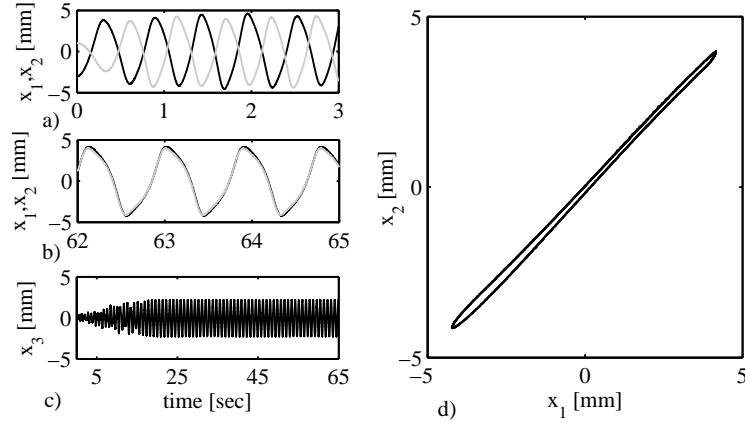 5
0
−5
x1,x2 [mm]
0 1 2 3
a)
5
0
−5
x1,x2 [mm]
62 63 64 65
b)
5
0
−5
x3 [mm]
5 25 45 65
c) time [sec]
5
0
−5
x2 [mm]
−5 0 5
d) x1 [mm]